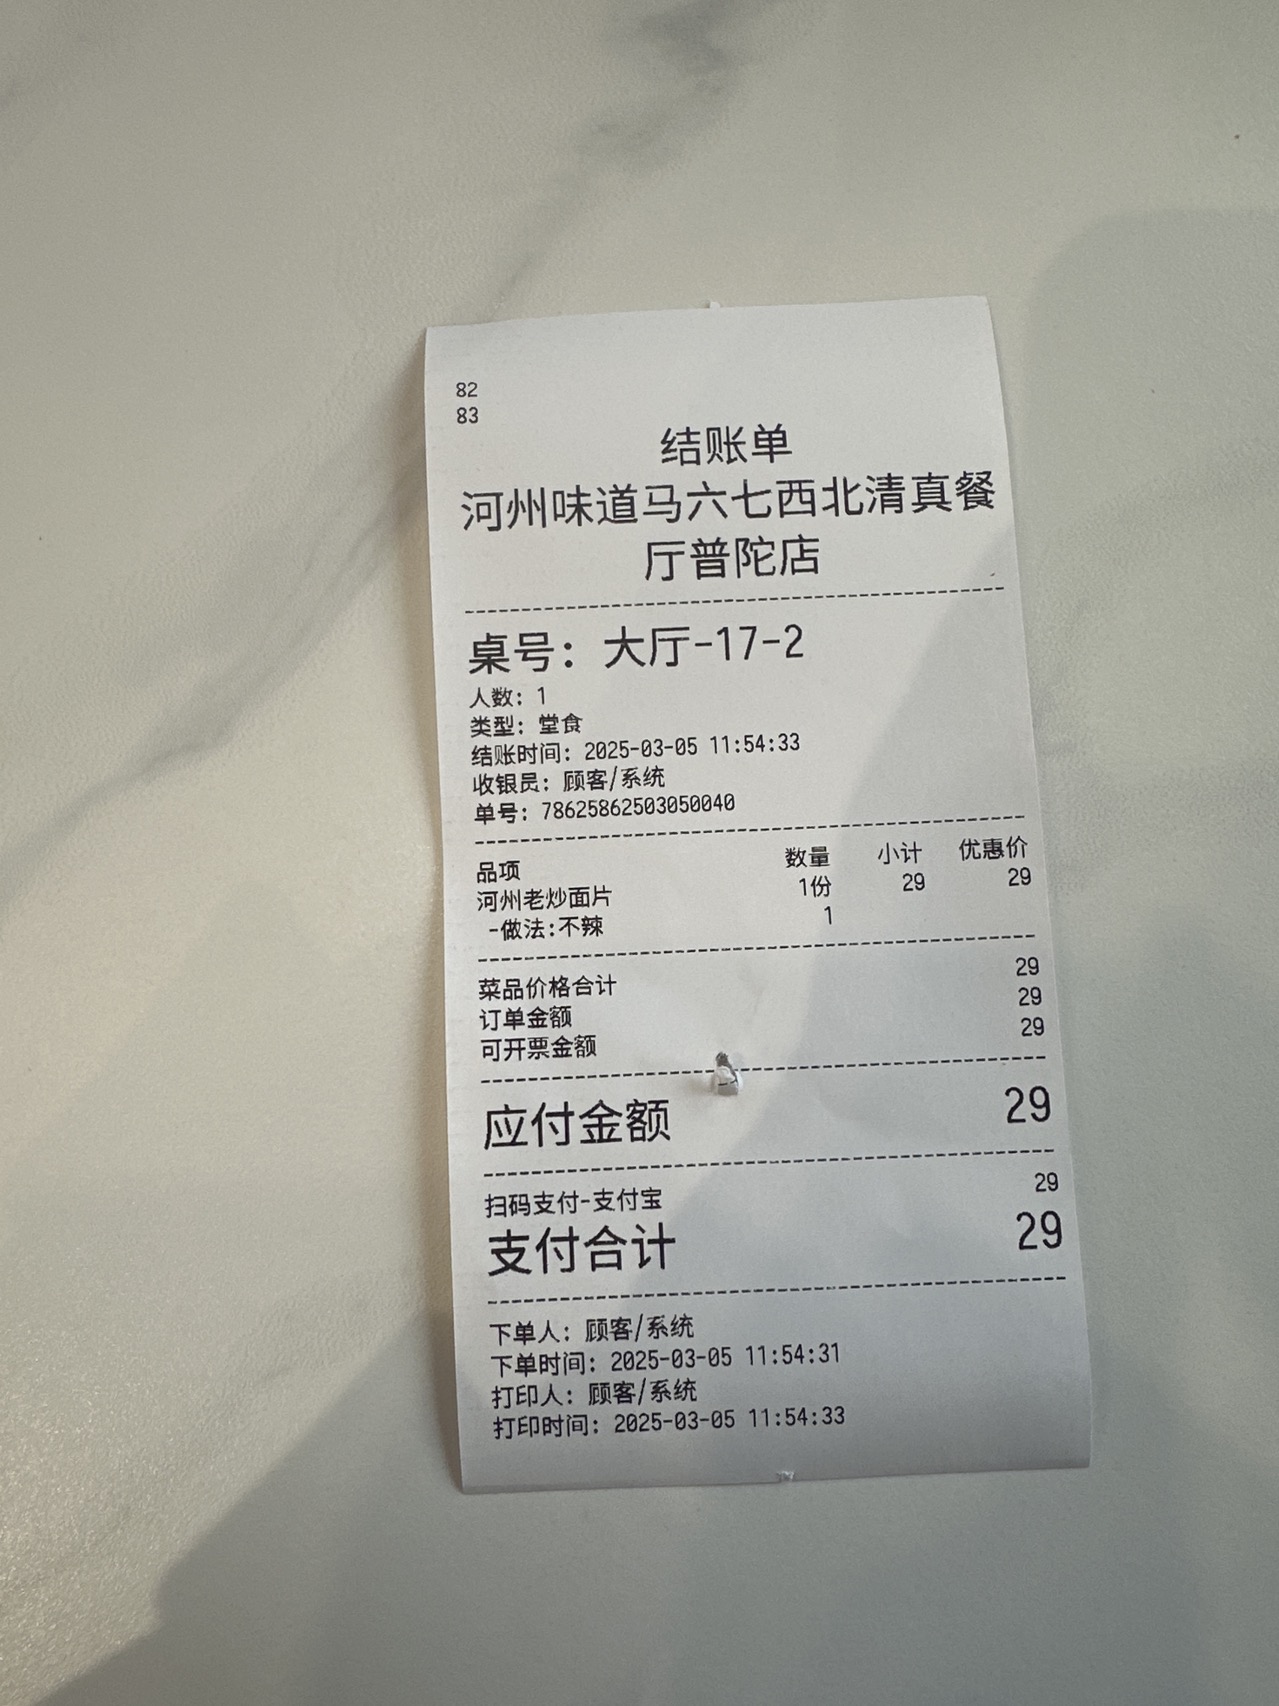 82
83
结账单
河州味道马六七西北清真餐
厅普陀店
桌号：大厅-17-2
人数：1
类型：堂食
结账时间：2025-03-05 11:54:33
收银员：顾客/系统
单号：78625862503050040
品项 数量 小计 优惠价
河州老炒面片 1份 29 29
-做法:不辣 1
菜品价格合计 29
订单金额 29
可开票金额 29
应付金额 29
扫码支付-支付宝 29
支付合计 29
下单人：顾客/系统
下单时间：2025-03-05 11:54:31
打印人：顾客/系统
打印时间：2025-03-05 11:54:33